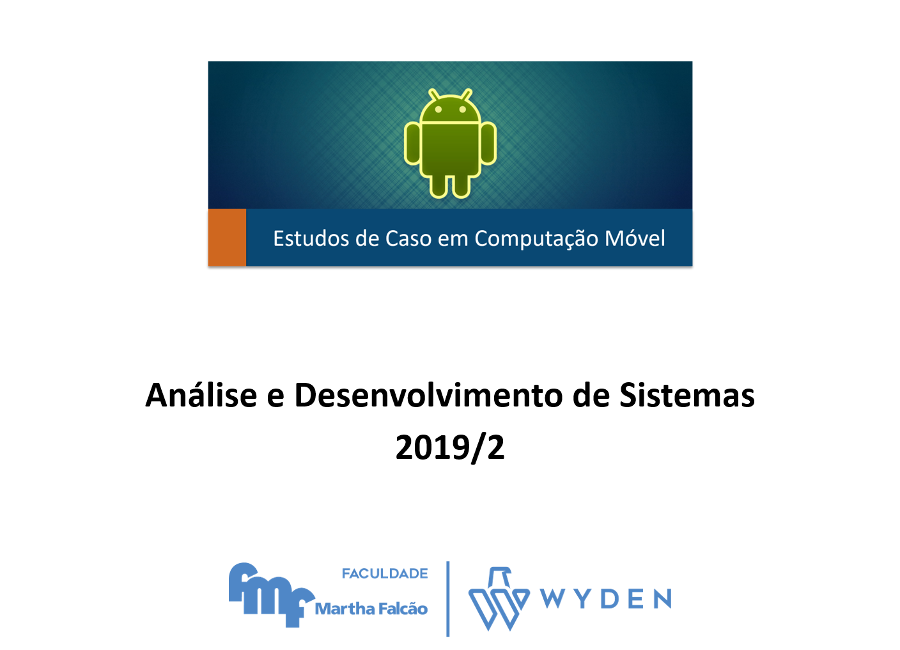 Estudos de Caso em Computação Móvel
Análise e Desenvolvimento de Sistemas
2019/2
fmf
FACULDADE
Martha Falcão
WYDEN